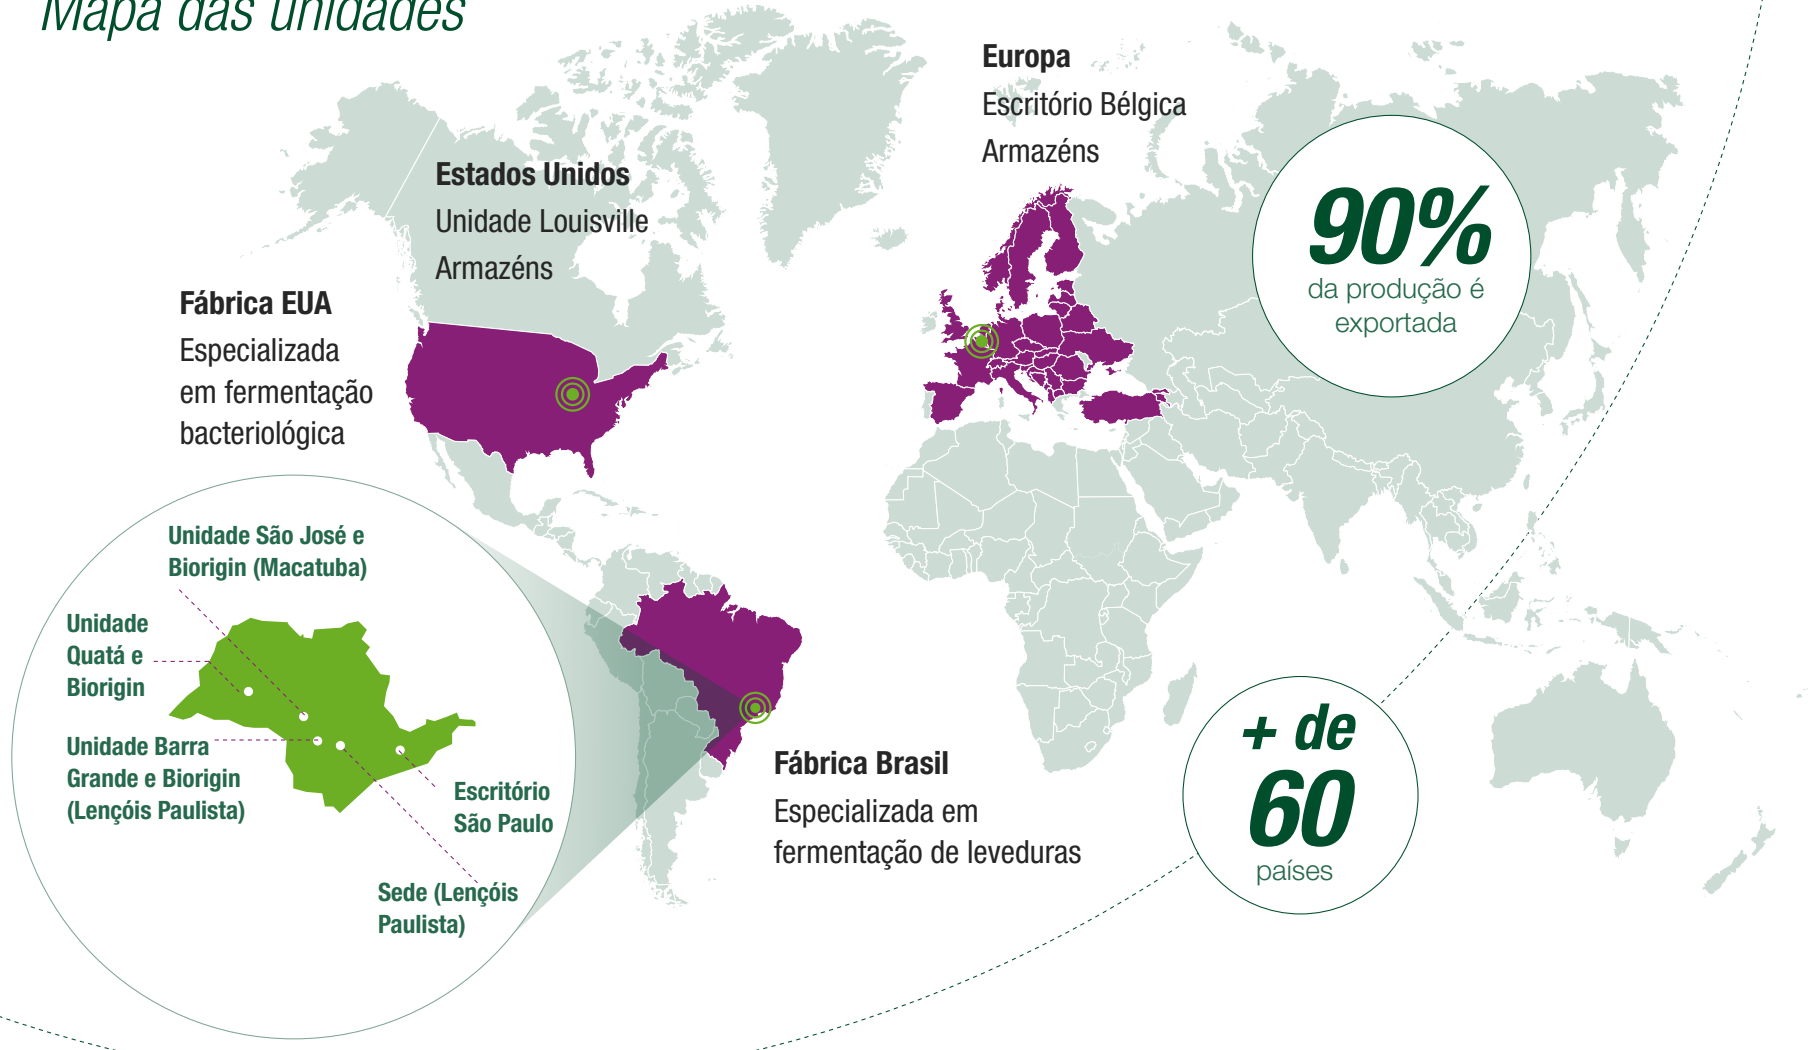 Mapa das unidades
Europa
Escritório Bélgica
Armazéns
Estados Unidos
Unidade Louisville
Armazéns
Fábrica EUA
Especializada
em fermentação
bacteriológica
90%
da produção é
exportada
Unidade São José e
Biorigin (Macatuba)
Unidade
Quatá e
Biorigin
Unidade Barra
Grande e Biorigin
(Lençóis Paulista)
Escritório
São Paulo
Sede (Lençóis
Paulista)
Fábrica Brasil
Especializada em
fermentação de leveduras
+ de
60
países